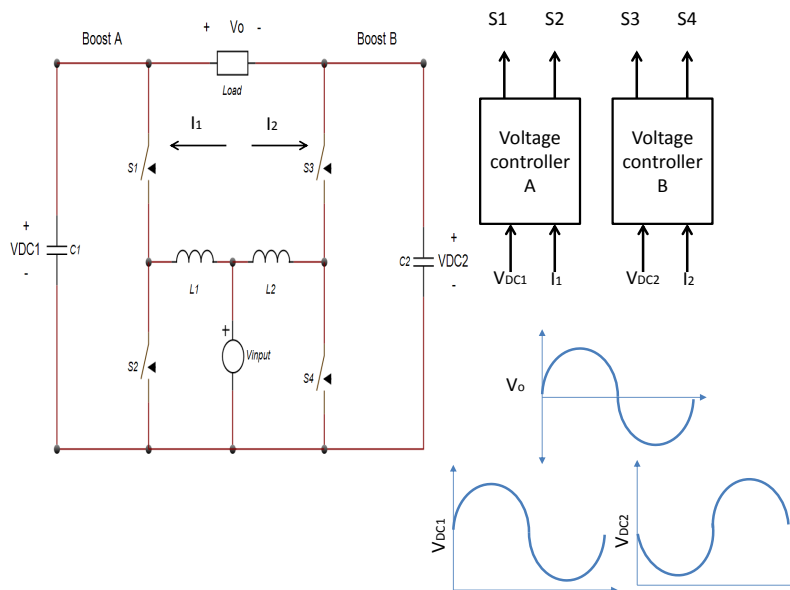 Boost A
+ Vo -
Boost B
Load
I1
I2
S1
S3
+
VDC1
-
C1
L1
L2
C2
+
VDC2
-
+
Vinput
S2
S4
S1
S2
S3
S4
Voltage
controller
A
Voltage
controller
B
VDC1
I1
VDC2
I2
Vo
VDC1
VDC2